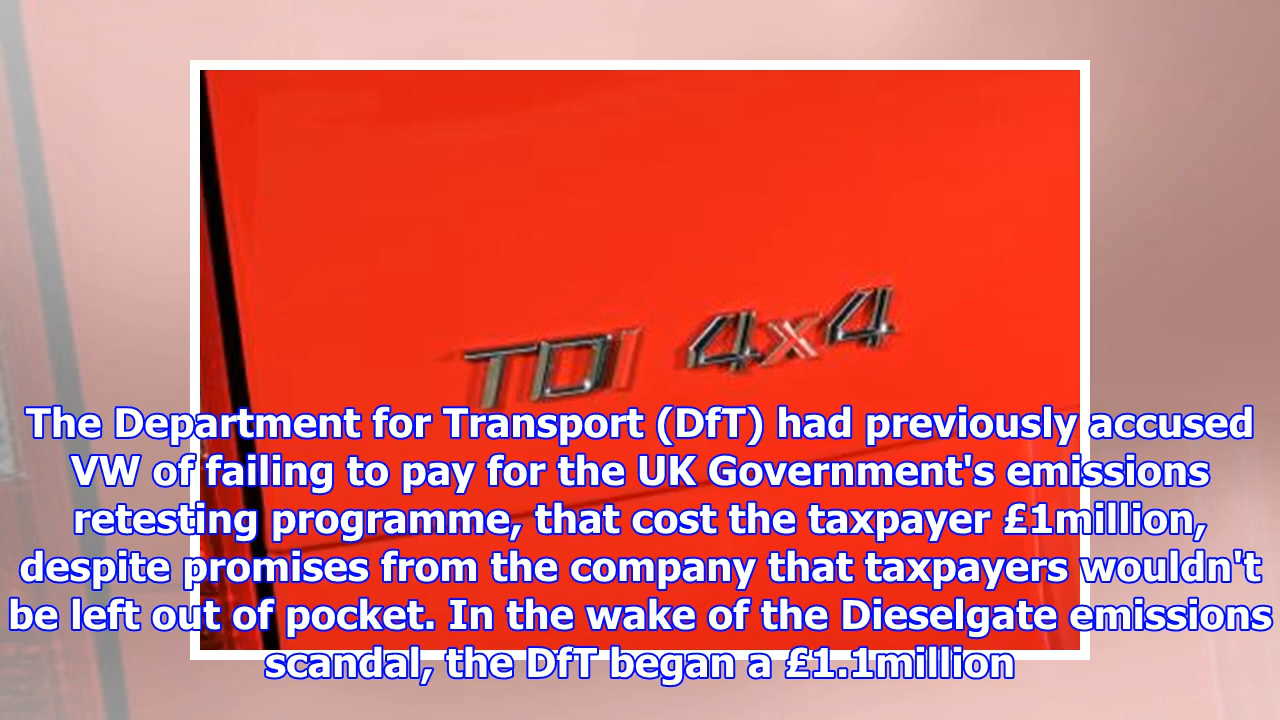 TDI 4x4
The Department for Transport (DfT) had previously accused
VW of failing to pay for the UK Government's emissions
retesting programme, that cost the taxpayer £1million,
despite promises from the company that taxpayers wouldn't
be left out of pocket. In the wake of the Dieselgate emissions
scandal, the DfT began a £1.1million